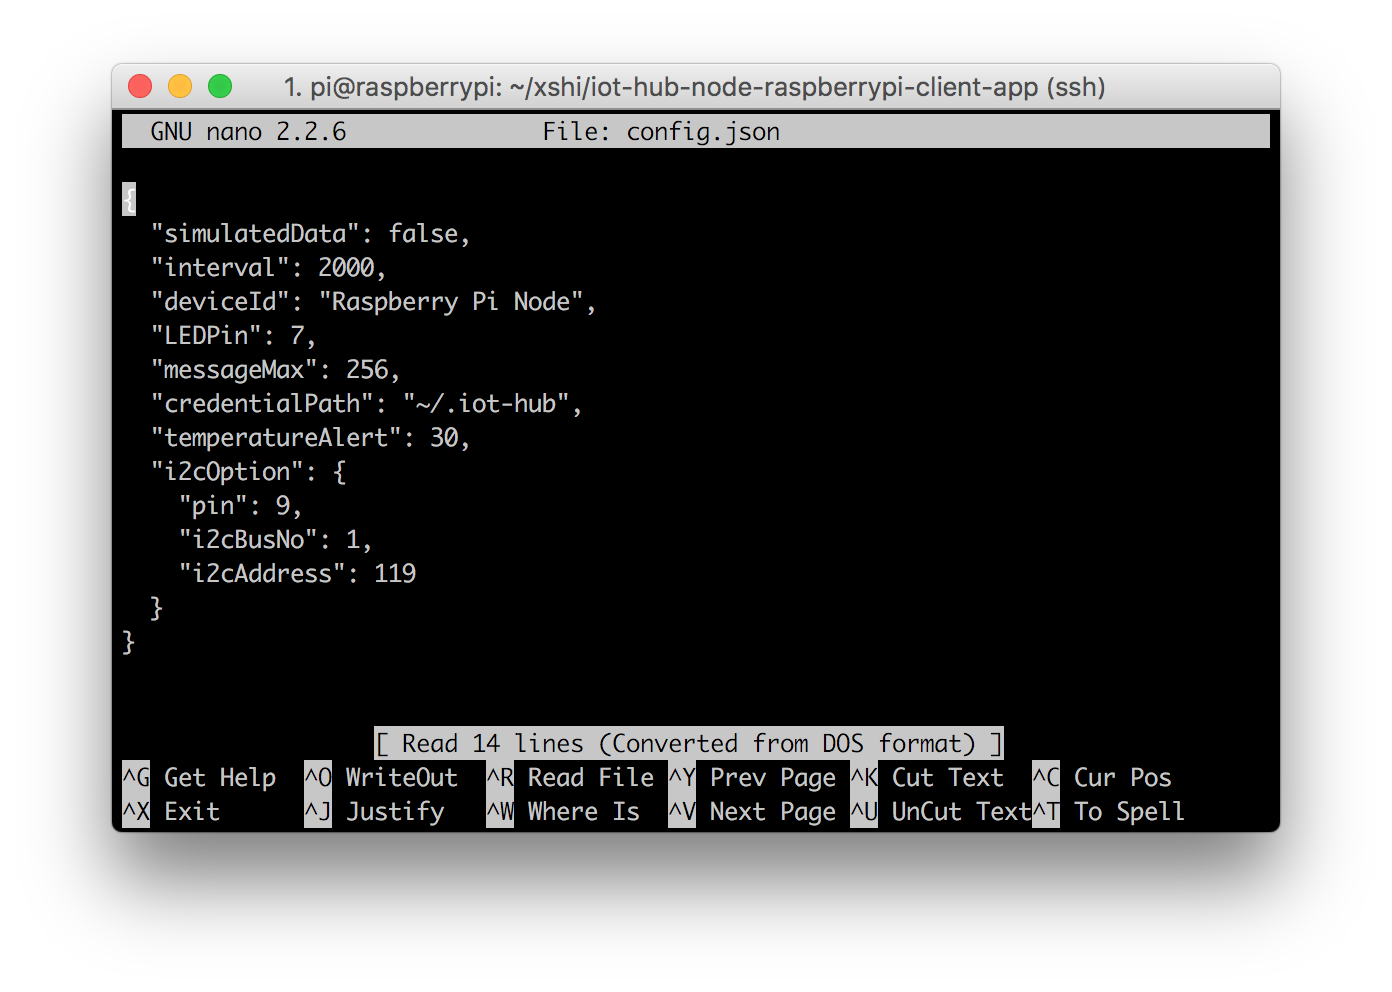 1. pi@raspberrypi: ~/xshi/iot-hub-node-raspberrypi-client-app (ssh)
GNU nano 2.2.6 File: config.json
{
  "simulatedData": false,
  "interval": 2000,
  "deviceId": "Raspberry Pi Node",
  "LEDPin": 7,
  "messageMax": 256,
  "credentialPath": "~/.iot-hub",
  "temperatureAlert": 30,
  "i2cOption": {
    "pin": 9,
    "i2cBusNo": 1,
    "i2cAddress": 119
  }
}
[ Read 14 lines (Converted from DOS format) ]
^G Get Help ^O WriteOut ^R Read File ^Y Prev Page ^K Cut Text ^C Cur Pos
^X Exit ^J Justify ^W Where Is ^V Next Page ^U UnCut Text^T To Spell